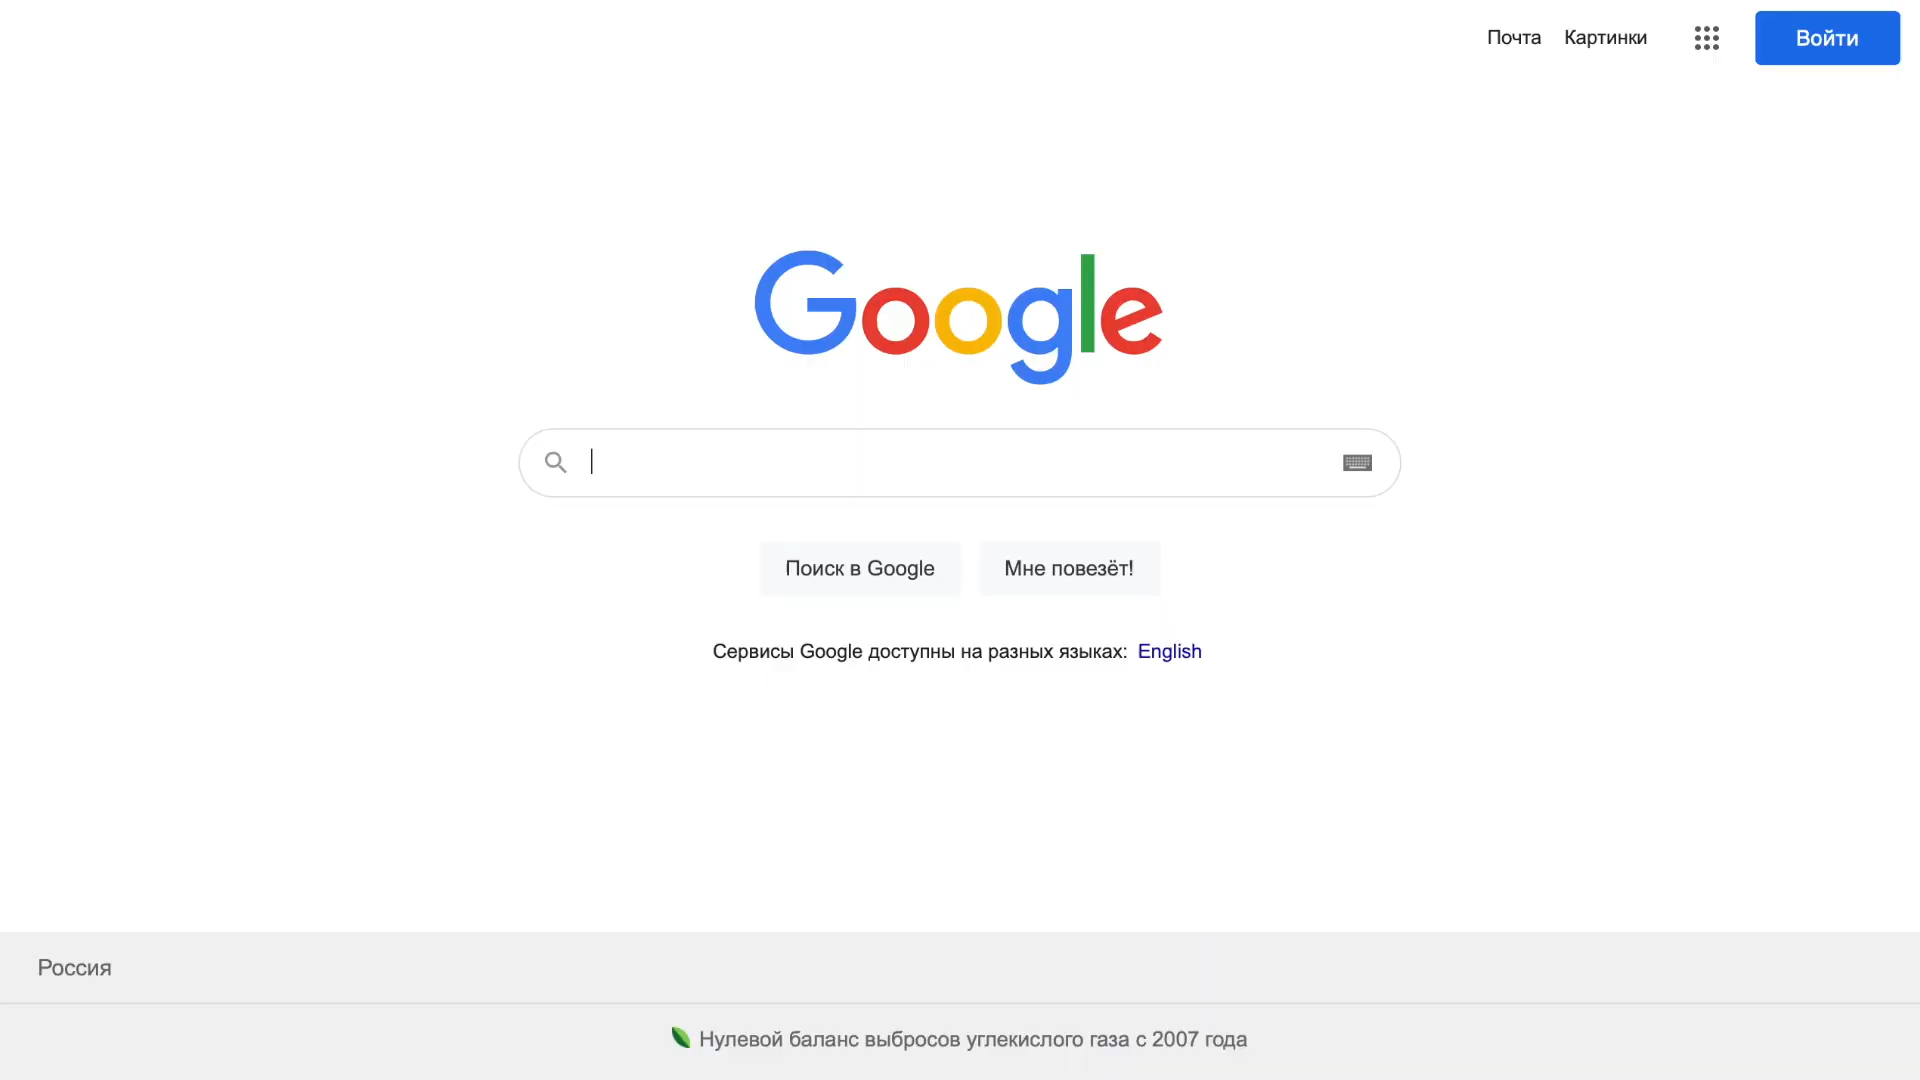 Почта Картинки Войти
Google
Поиск в Google Мне повезёт!
Сервисы Google доступны на разных языках: English
Россия
Нулевой баланс выбросов углекислого газа с 2007 года